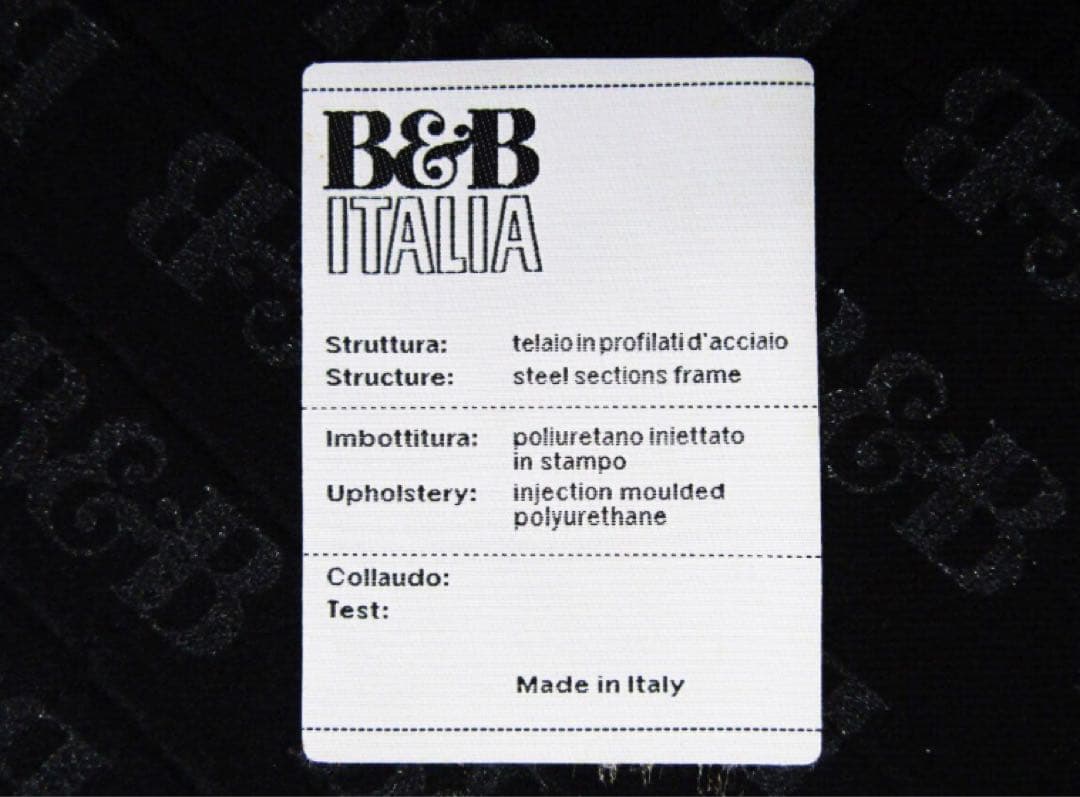 B&B
ITALIA
Struttura: telaio in profilati d'acciaio
Structure: steel sections frame
Imbottitura: poliuretano iniettato
in stampo
Upholstery: injection moulded
polyurethane
Collaudo:
Test:
Made in Italy